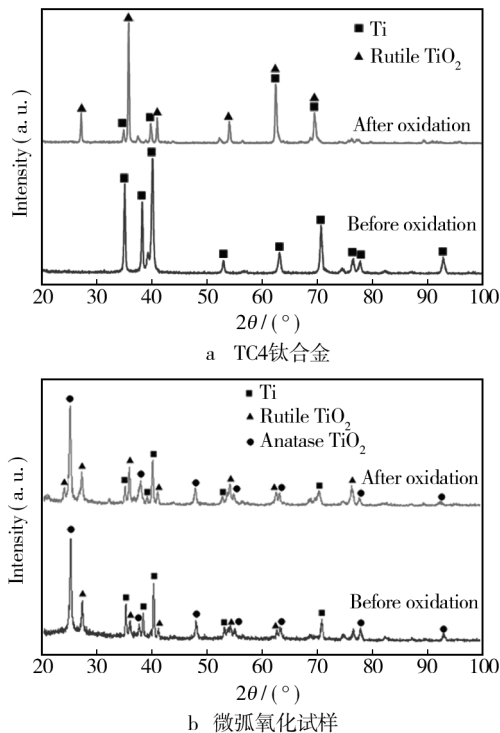 Ti
Rutile TiO₂
After oxidation
Before oxidation
Intensity (a. u.)
20 30 40 50 60 70 80 90 100
2θ/(°)
a TC4钛合金
Ti
Rutile TiO₂
Anatase TiO₂
After oxidation
Before oxidation
Intensity (a. u.)
20 30 40 50 60 70 80 90 100
2θ/(°)
b 微弧氧化试样